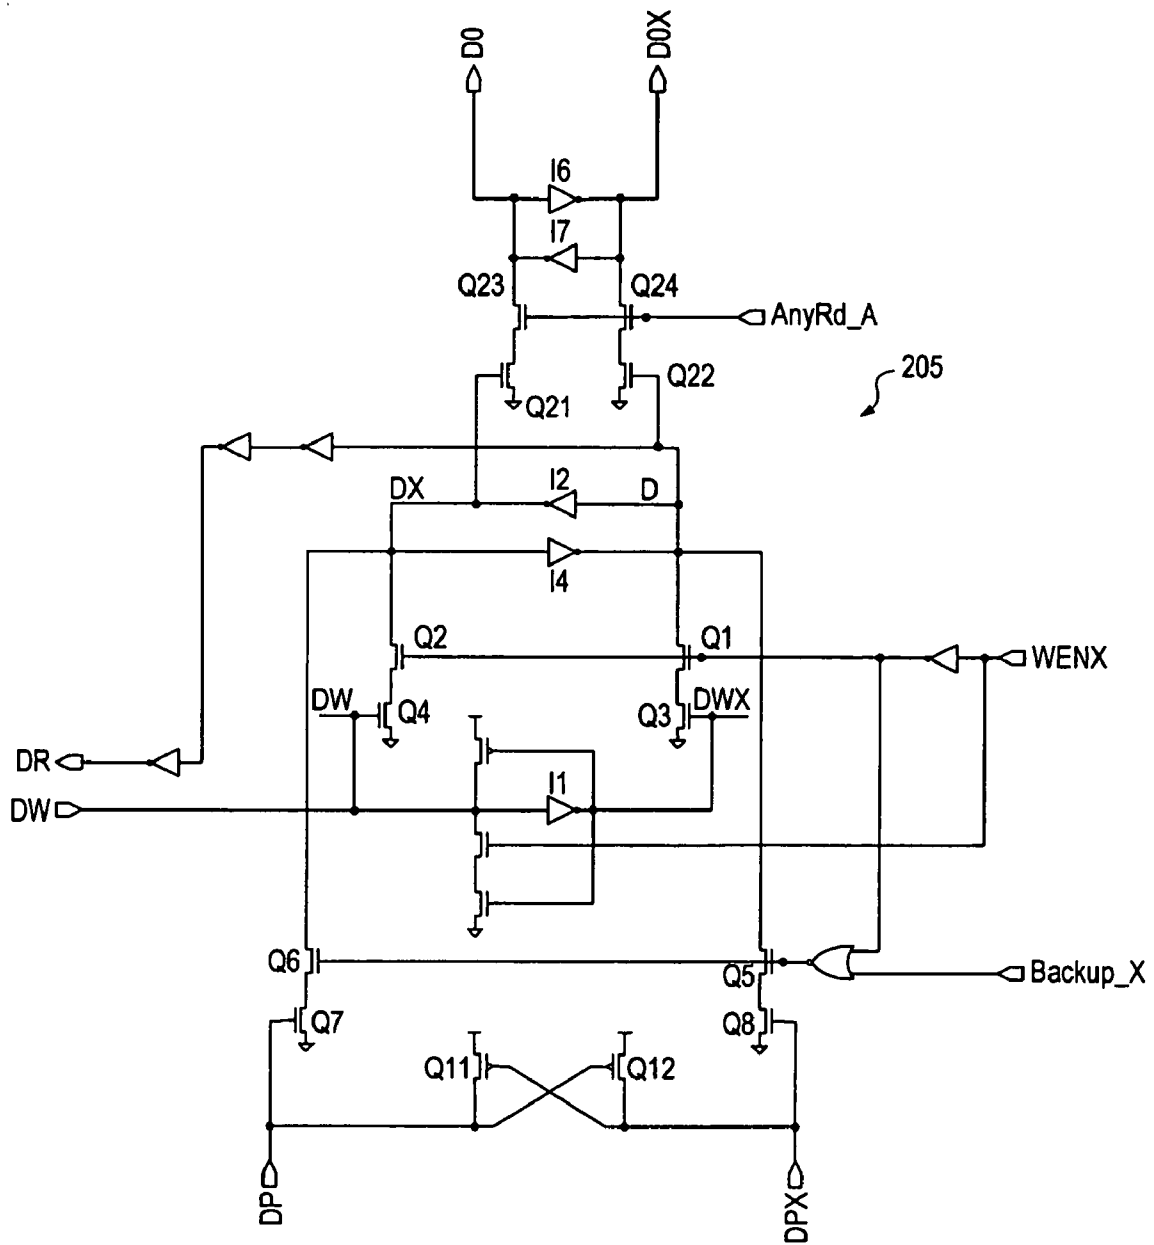 D0
D0X
I6
I7
Q23
Q24
AnyRd_A
205
Q22
Q21
I2
DX
D
I4
Q2
Q1
WENX
DW
Q4
Q3
DWX
DR
I1
DW
Q6
Q5
Backup_X
Q7
Q8
Q11
Q12
DP
DPX